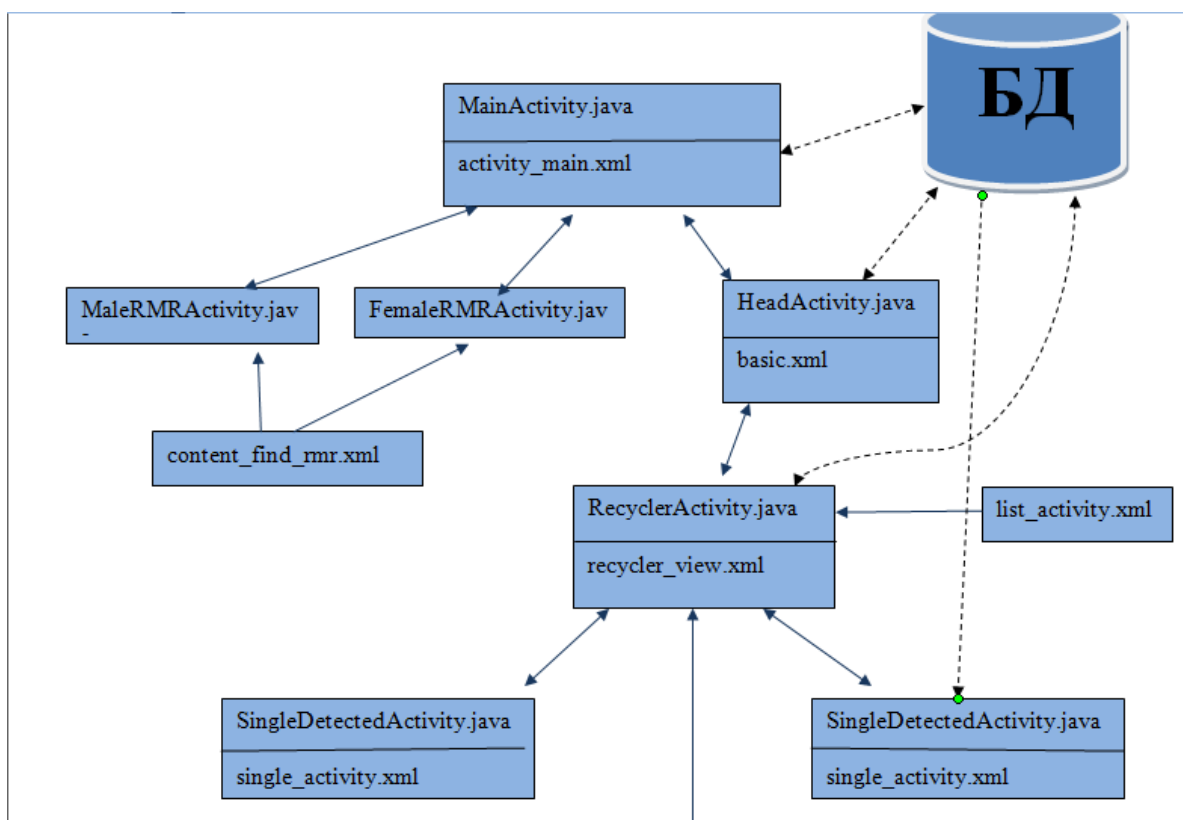 БД
MainActivity.java
activity_main.xml
MaleRMRActivity.jav
FemaleRMRActivity.jav
HeadActivity.java
basic.xml
content_find_rmr.xml
RecyclerActivity.java
recycler_view.xml
list_activity.xml
SingleDetectedActivity.java
single_activity.xml
SingleDetectedActivity.java
single_activity.xml